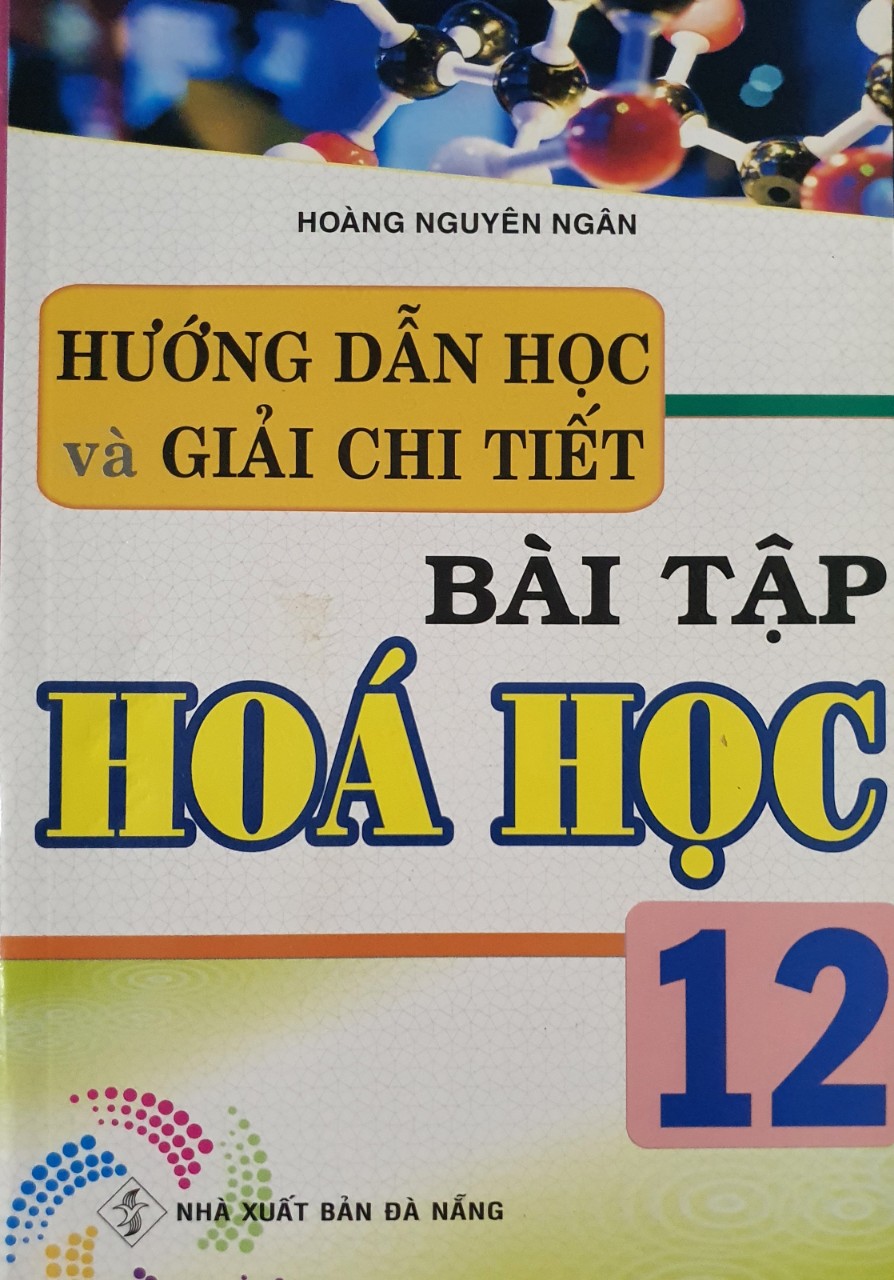 HOÀNG NGUYÊN NGÂN
HƯỚNG DẪN HỌC
và GIẢI CHI TIẾT
BÀI TẬP
HOÁ HỌC
12
NHÀ XUẤT BẢN ĐÀ NẴNG